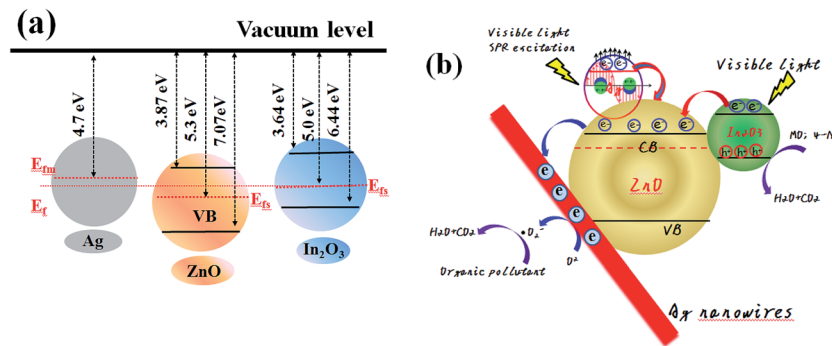 (a)
Vacuum level
4.7 eV
3.87 eV
5.3 eV
7.07 eV
3.64 eV
5.0 eV
6.44 eV
Efm
Ef
VB
Efs
Efs
Ag
ZnO
In2O3
(b)
Visible light
SPR excitation
Visible light
e- e-
Ag
e- e- e- e-
e- e-
In2O3
h+ h+ h+
CB
ZnO
VB
MO; 4-N
H2O+CO2
e
e
e
e
•O2-
O2
H2O+CO2
Organic pollutant
Ag nanowires